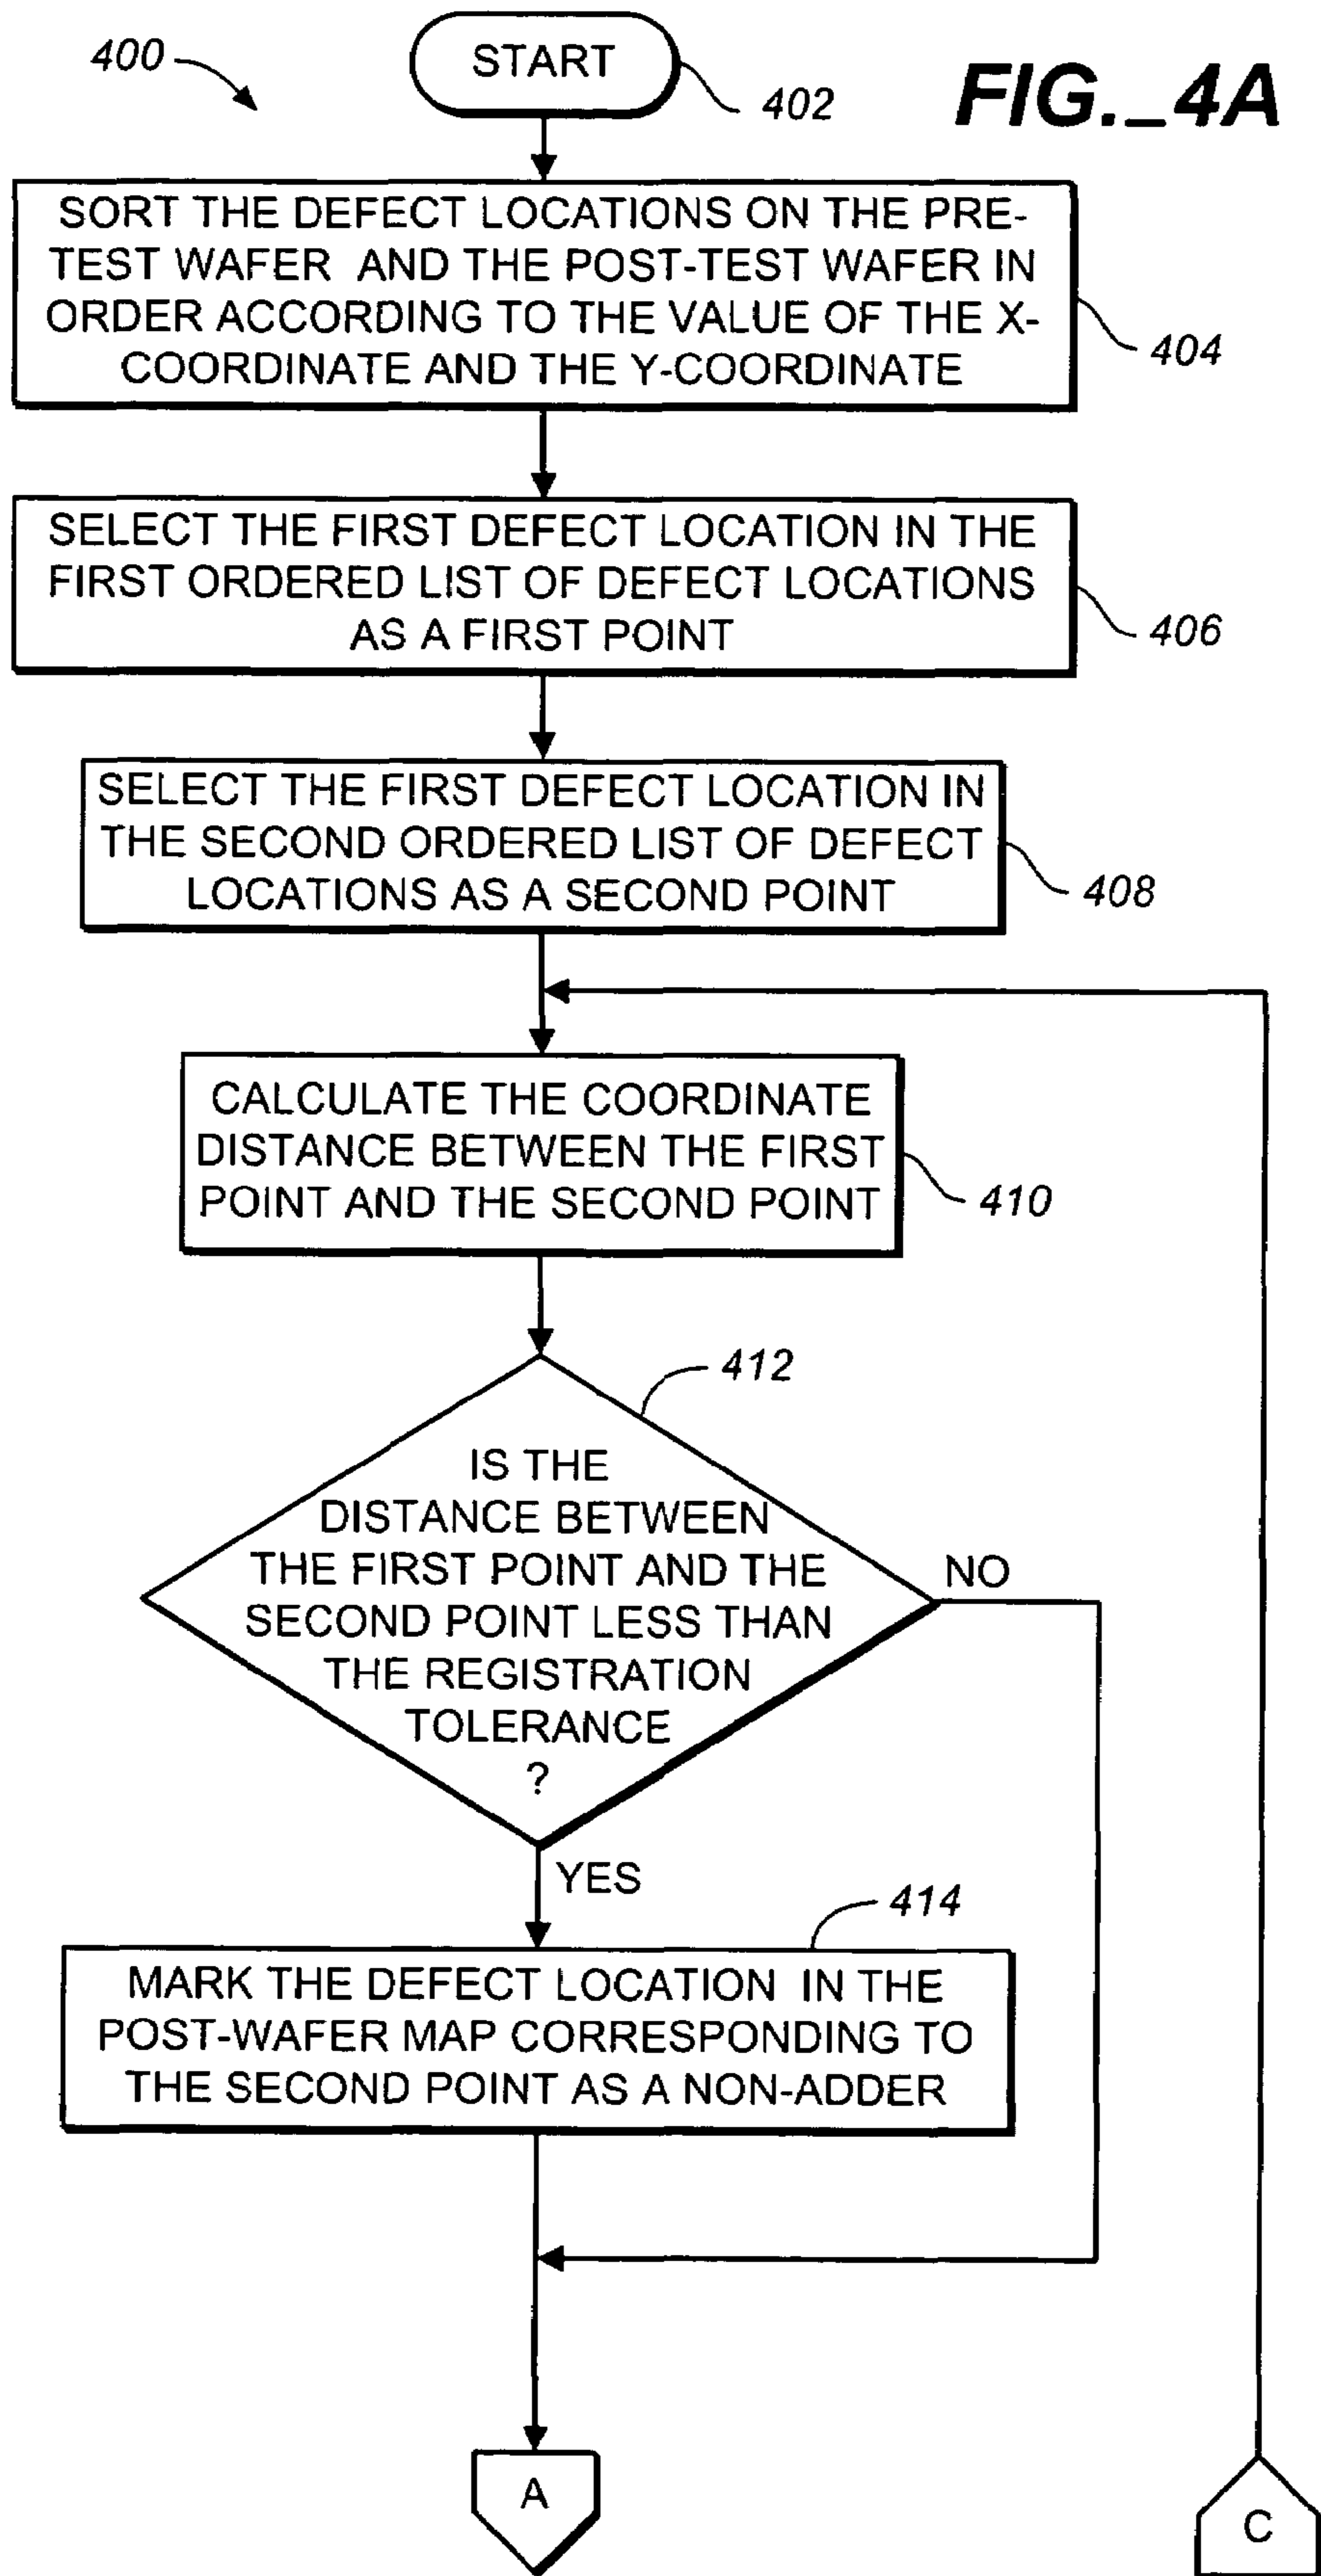 400
START
402
FIG._4A
SORT THE DEFECT LOCATIONS ON THE PRE-
TEST WAFER AND THE POST-TEST WAFER IN
ORDER ACCORDING TO THE VALUE OF THE X-
COORDINATE AND THE Y-COORDINATE
404
SELECT THE FIRST DEFECT LOCATION IN THE
FIRST ORDERED LIST OF DEFECT LOCATIONS
AS A FIRST POINT
406
SELECT THE FIRST DEFECT LOCATION IN
THE SECOND ORDERED LIST OF DEFECT
LOCATIONS AS A SECOND POINT
408
CALCULATE THE COORDINATE
DISTANCE BETWEEN THE FIRST
POINT AND THE SECOND POINT
410
412
IS THE
DISTANCE BETWEEN
THE FIRST POINT AND THE
SECOND POINT LESS THAN
THE REGISTRATION
TOLERANCE
?
NO
YES
414
MARK THE DEFECT LOCATION IN THE
POST-WAFER MAP CORRESPONDING TO
THE SECOND POINT AS A NON-ADDER
A
C